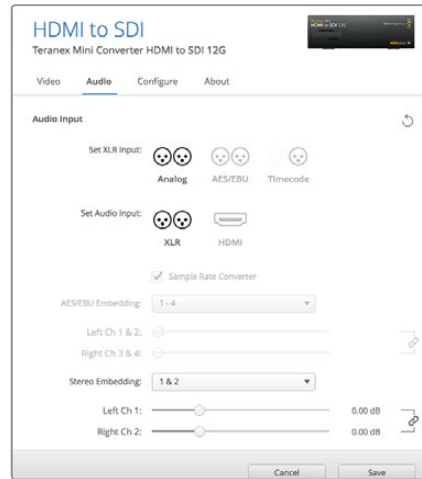 HDMI to SDI
Teranex Mini Converter HDMI to SDI 12G
Video Audio Configure About
Audio Input
Set XLR Input:
Analog AES/EBU Timecode
Set Audio Input:
XLR HDMI
Sample Rate Converter
AES/EBU Embedding: 1 - 4
Left Ch 1 & 2:
Right Ch 3 & 4:
Stereo Embedding: 1 & 2
Left Ch 1: 0.00 dB
Right Ch 2: 0.00 dB
Cancel Save